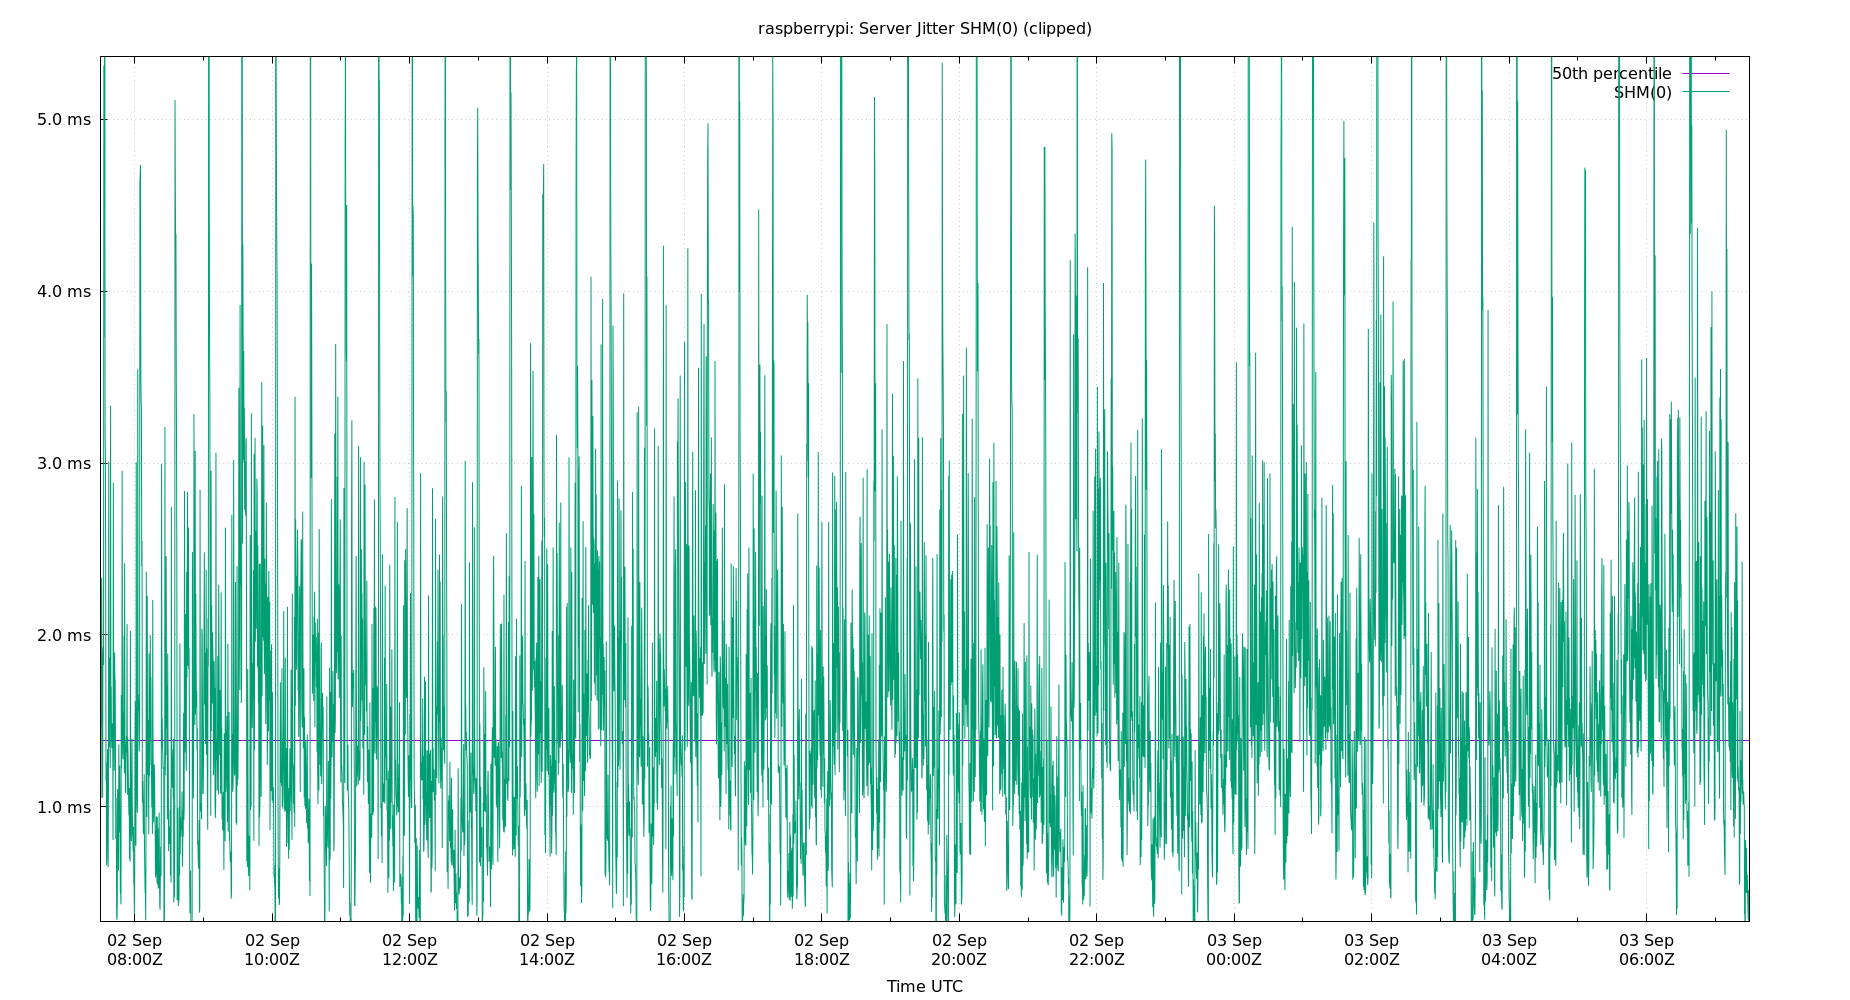 raspberrypi: Server Jitter SHM(0) (clipped)
50th percentile
SHM(0)
5.0 ms
4.0 ms
3.0 ms
2.0 ms
1.0 ms
02 Sep 02 Sep 02 Sep 02 Sep 02 Sep 02 Sep 02 Sep 02 Sep 03 Sep 03 Sep 03 Sep 03 Sep
08:00Z 10:00Z 12:00Z 14:00Z 16:00Z 18:00Z 20:00Z 22:00Z 00:00Z 02:00Z 04:00Z 06:00Z
Time UTC